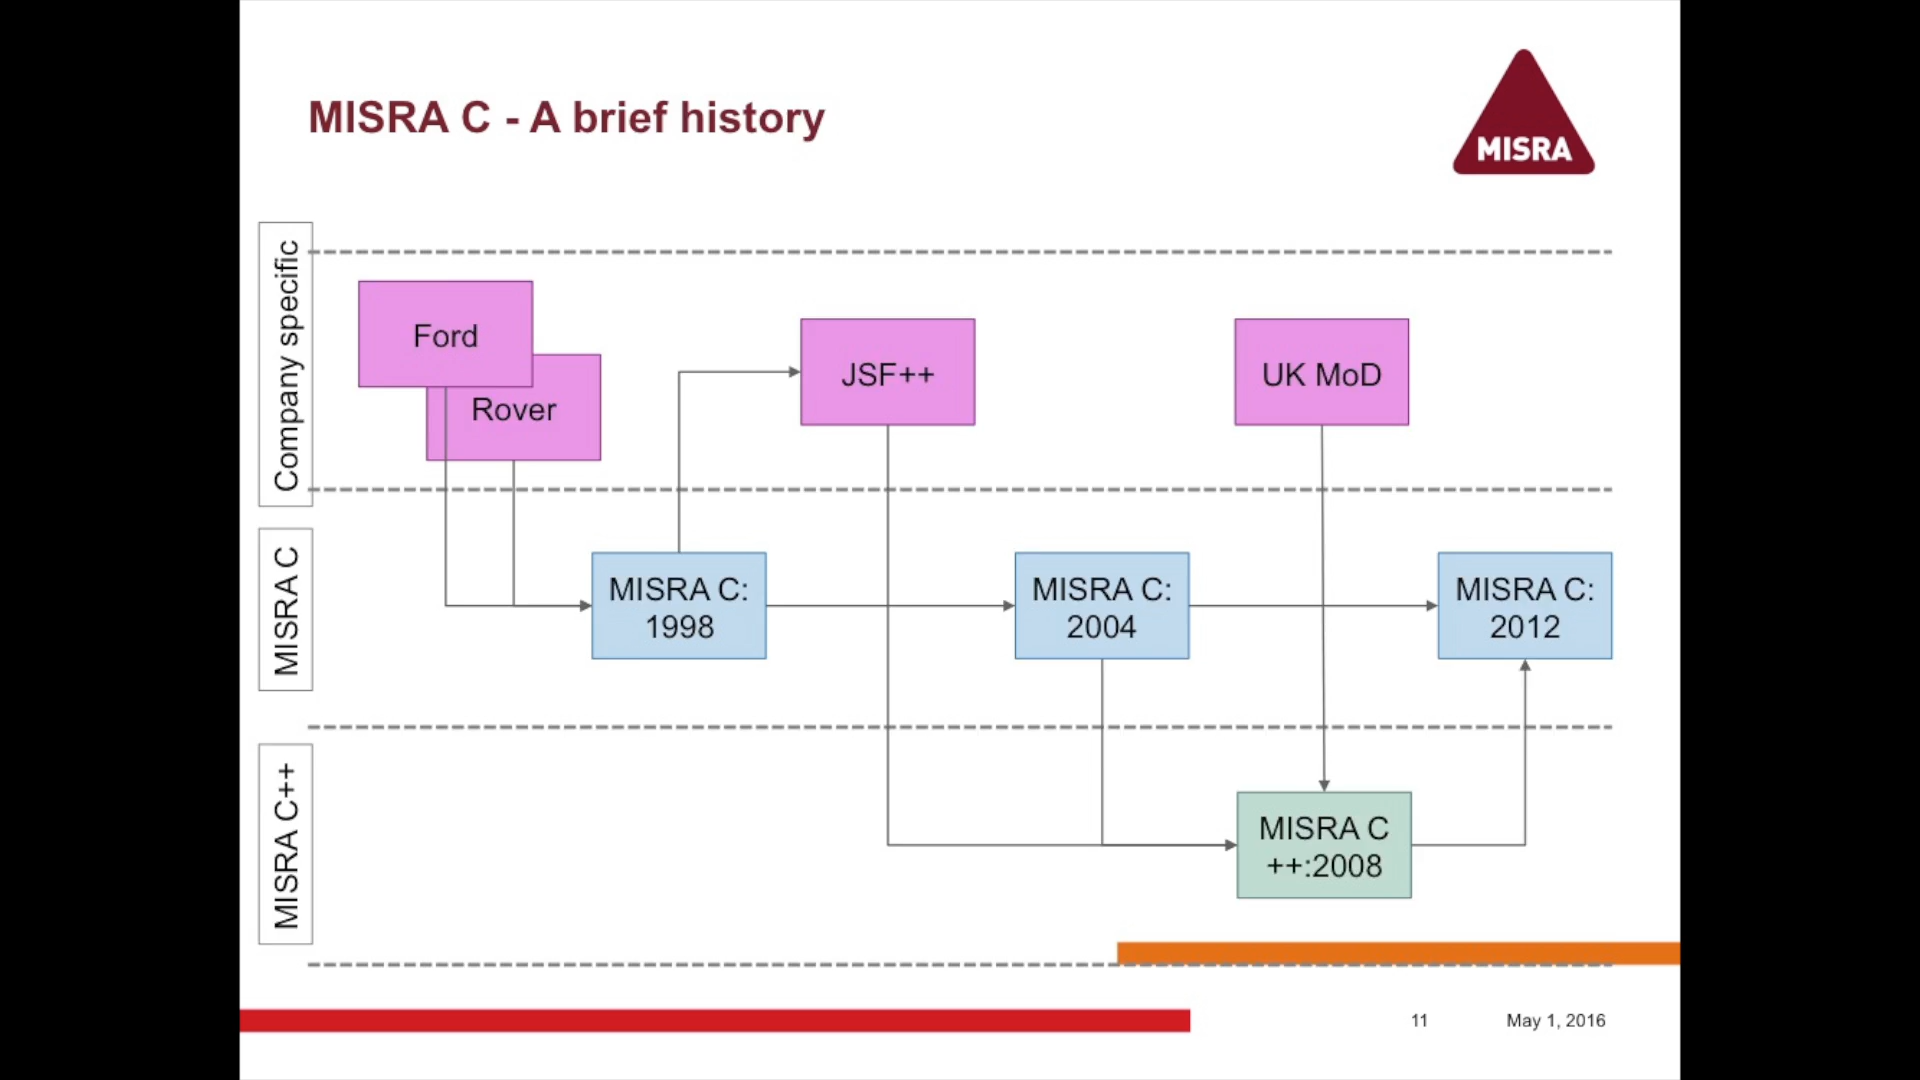 MISRA C - A brief history
MISRA
Company specific
Ford
Rover
JSF++
UK MoD
MISRA C
MISRA C:
1998
MISRA C:
2004
MISRA C:
2012
MISRA C++
MISRA C
++:2008
11
May 1, 2016